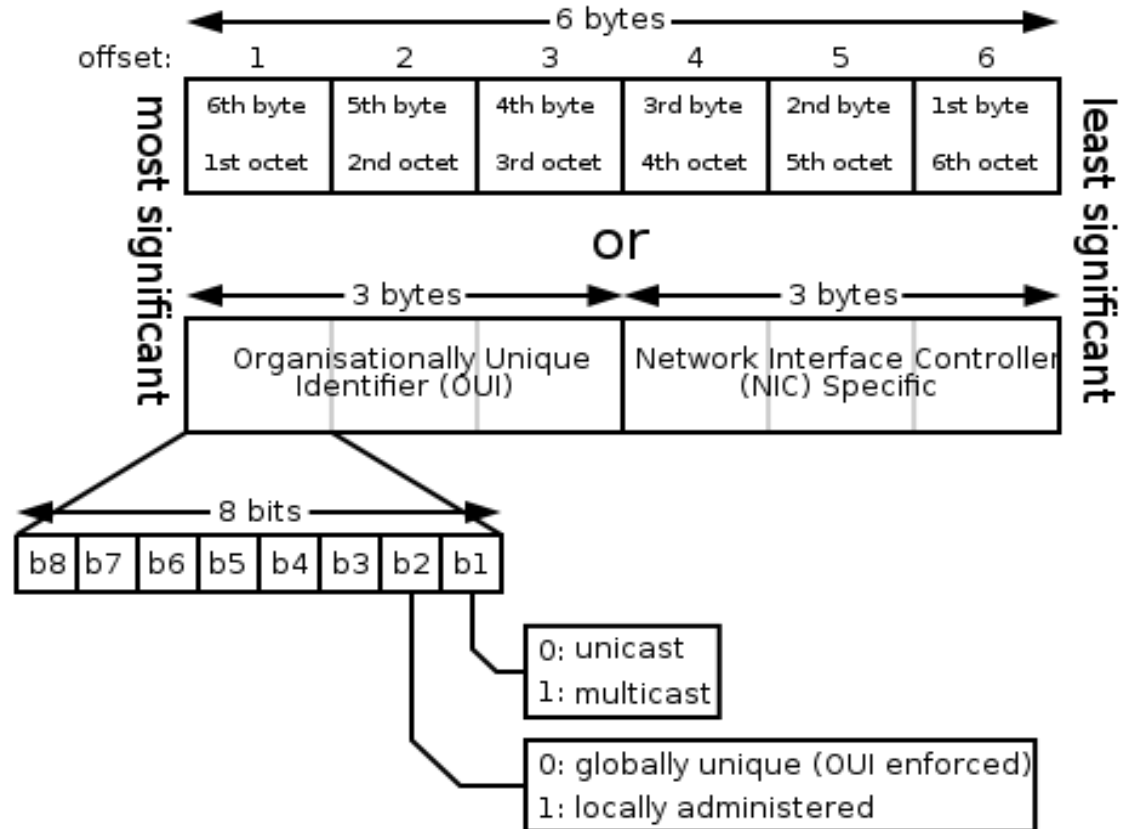 6 bytes
offset: 1 2 3 4 5 6
most significant
6th byte 5th byte 4th byte 3rd byte 2nd byte 1st byte
1st octet 2nd octet 3rd octet 4th octet 5th octet 6th octet
least significant
or
3 bytes 3 bytes
Organisationally Unique
Identifier (OUI)
Network Interface Controller
(NIC) Specific
8 bits
b8 b7 b6 b5 b4 b3 b2 b1
0: unicast
1: multicast
0: globally unique (OUI enforced)
1: locally administered